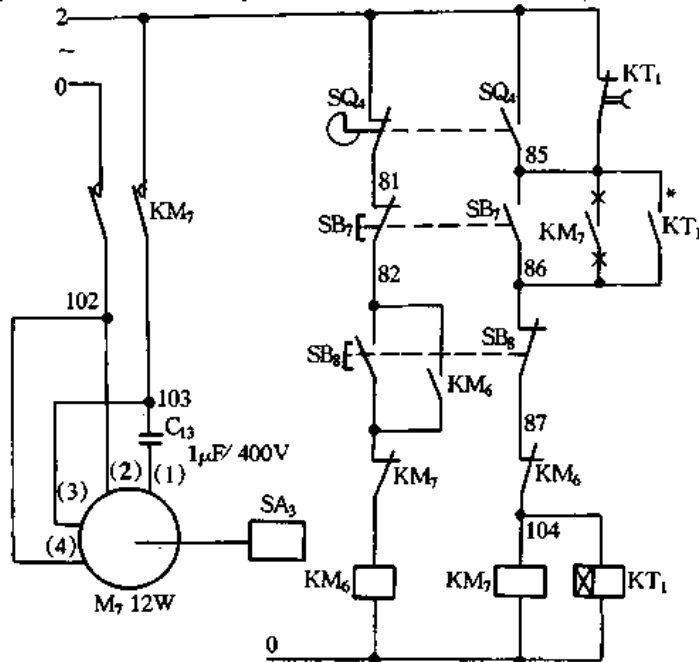 2
~
0
KM₇
102
103
C₁₃
1μF/400V
(3)
(2)
(1)
(4)
M₇ 12W
SA₃
SQ₄
SQ₄
KT₁
81
85
SB₇
SB₇
KM₇
*
KT₁
82
86
SB₈
KM₆
SB₈
87
KM₇
KM₆
104
KM₆
KM₇
KT₁
0